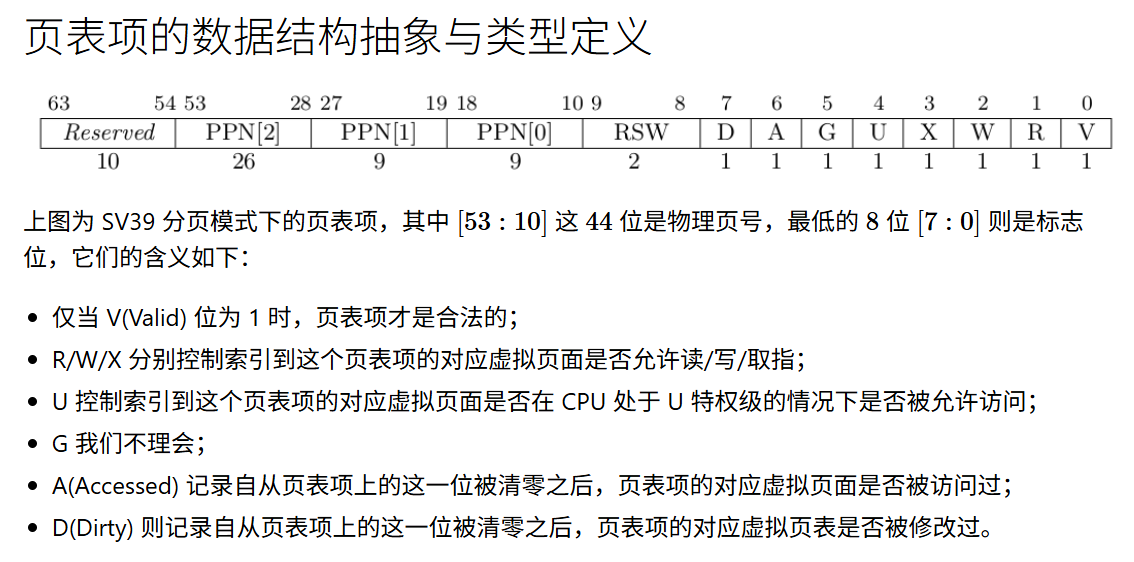 页表项的数据结构抽象与类型定义
63 54 53 28 27 19 18 10 9 8 7 6 5 4 3 2 1 0
Reserved PPN[2] PPN[1] PPN[0] RSW D A G U X W R V
10 26 9 9 2 1 1 1 1 1 1 1 1
上图为 SV39 分页模式下的页表项，其中 [53 : 10] 这 44 位是物理页号，最低的 8 位 [7 : 0] 则是标志
位，它们的含义如下：
• 仅当 V(Valid) 位为 1 时，页表项才是合法的；
• R/W/X 分别控制索引到这个页表项的对应虚拟页面是否允许读/写/取指；
• U 控制索引到这个页表项的对应虚拟页面是否在 CPU 处于 U 特权级的情况下是否被允许访问；
• G 我们不理会；
• A(Accessed) 记录自从页表项上的这一位被清零之后，页表项的对应虚拟页面是否被访问过；
• D(Dirty) 则记录自从页表项上的这一位被清零之后，页表项的对应虚拟页表是否被修改过。